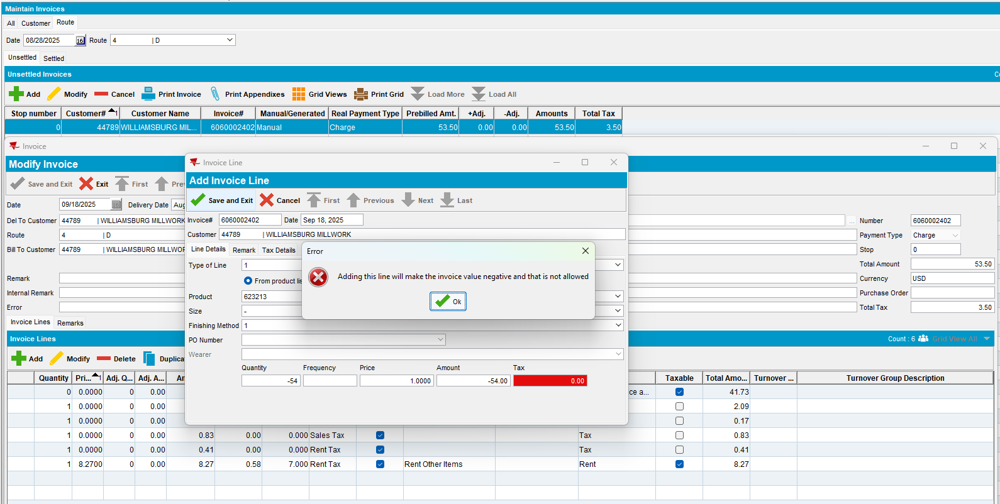 Maintain Invoices
All Customer Route
Date 08/28/2025 16 Route 4 | D
Unsettled Settled
Unsettled Invoices
Add Modify Cancel Print Invoice Print Appendixes Grid Views Print Grid Load More Load All
Stop number Customer# 1 Customer Name Invoice# Manual/Generated Real Payment Type Prebilled Amt. +Adj. -Adj. Amounts Total Tax
0 44789 WILLIAMSBURG MIL... 6060002402 Manual Charge 53.50 0.00 0.00 53.50 3.50
Invoice
Modify Invoice
Save and Exit Exit First
Date 09/18/2025 16 Delivery Date Aug
Del To Customer 44789 | WILLIAMSBURG MILLWORK ... Number 6060002402
Route 4 | D Payment Type Charge
Bill To Customer 44789 | WILLIAMSBURG MILLWOR Stop 0
Total Amount 53.50
Remark Currency USD
Internal Remark Purchase Order
Error Total Tax 3.50
Invoice Lines Remarks
Invoice Lines Count : 6 Grid View All
Add Modify Delete
Quantity Pri... 1 Adj. Q... Adj. A... Taxable Total Amo... Turnover ... Turnover Group Description
0 0.0000 0 0.00 ce a... 41.73
1 0.0000 0 0.00 2.09
1 0.0000 0 0.00 0.17
1 0.0000 0 0.00 0.83 0.00 0.000 Sales Tax Tax 0.83
1 0.0000 0 0.00 0.41 0.00 0.000 Rent Tax Tax 0.41
1 8.2700 0 0.00 8.27 0.58 7.000 Rent Tax Rent Other Items Rent 8.27
Invoice Line
Add Invoice Line
Save and Exit Cancel First Previous Next Last
Invoice# 6060002402 Date Sep 18, 2025
Customer 44789 | WILLIAMSBURG MILLWORK
Line Details Remark Tax Details
Type of Line 1
From product lis
Product 623213
Size -
Finishing Method 1
PO Number
Wearer
Quantity Frequency Price Amount Tax
-54 1.0000 -54.00 0.00
Error
Adding this line will make the invoice value negative and that is not allowed
Ok